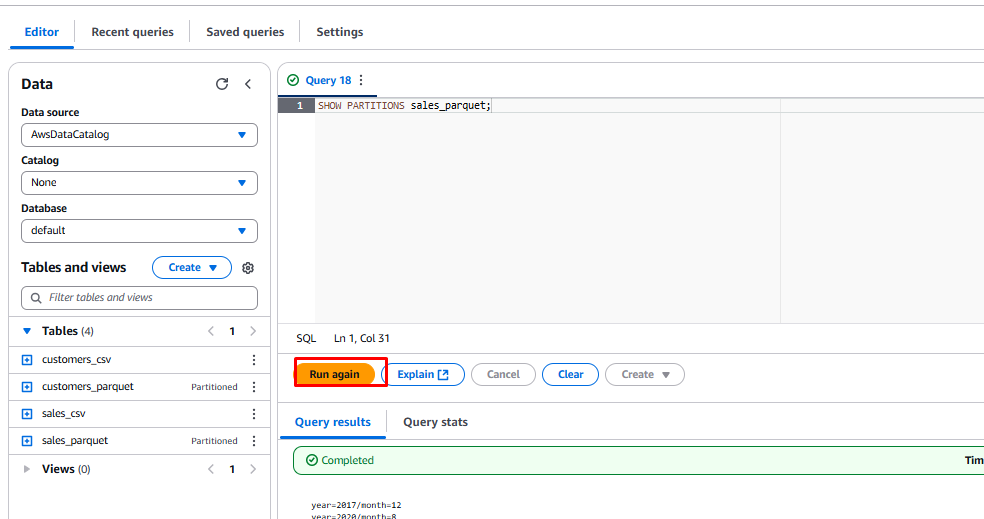 Editor Recent queries Saved queries Settings
Data
Data source
AwsDataCatalog
Catalog
None
Database
default
Tables and views Create
Filter tables and views
Tables (4) 1
customers_csv
customers_parquet Partitioned
sales_csv
sales_parquet Partitioned
Views (0) 1
Query 18
1 SHOW PARTITIONS sales_parquet;
SQL Ln 1, Col 31
Run again Explain Cancel Clear Create
Query results Query stats
Completed Tim
year=2017/month=12
year=2020/month=8